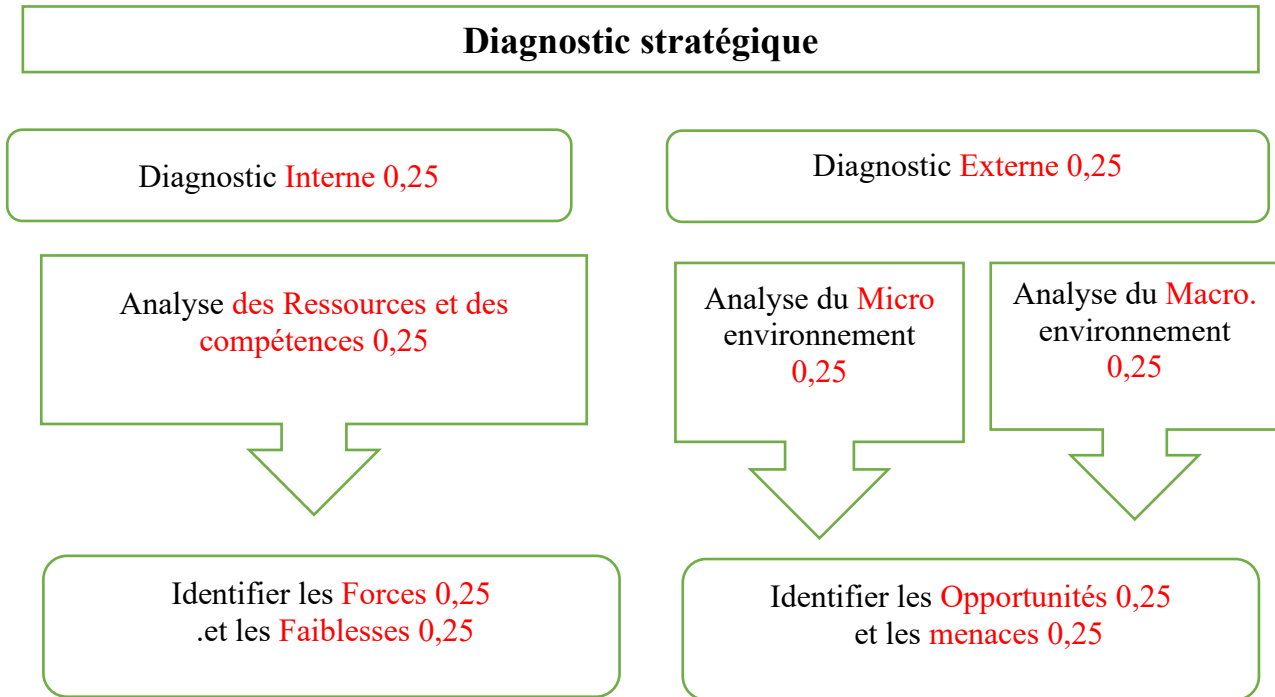 Diagnostic stratégique
Diagnostic Interne 0,25
Diagnostic Externe 0,25
Analyse des Ressources et des
compétences 0,25
Analyse du Micro
environnement
0,25
Analyse du Macro.
environnement
0,25
Identifier les Forces 0,25
.et les Faiblesses 0,25
Identifier les Opportunités 0,25
et les menaces 0,25